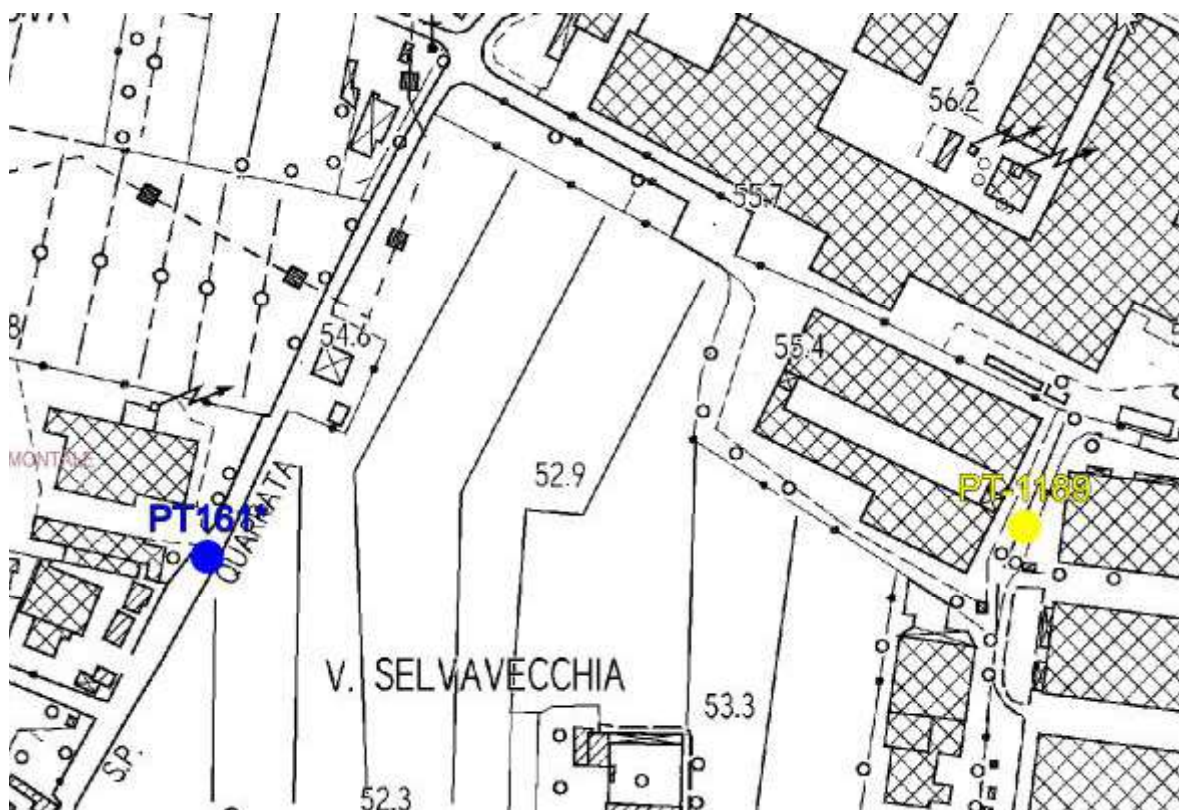 56.2
55.7
54.6
55.4
MONTALE
52.9
PT-1189
PT161*
QUARRATA
V. SELVAVECCHIA
53.3
S.P.
52.3